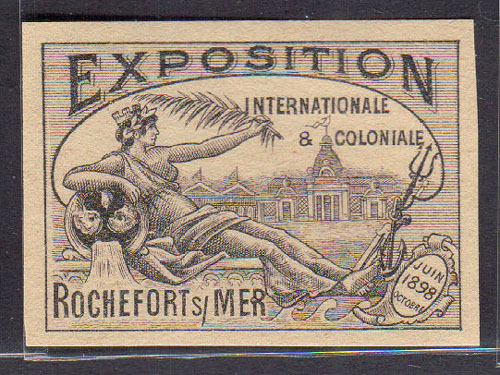 EXPOSITION
INTERNATIONALE
& COLONIALE
JUIN
1898
OCTOBRE
ROCHEFORT S/ MER